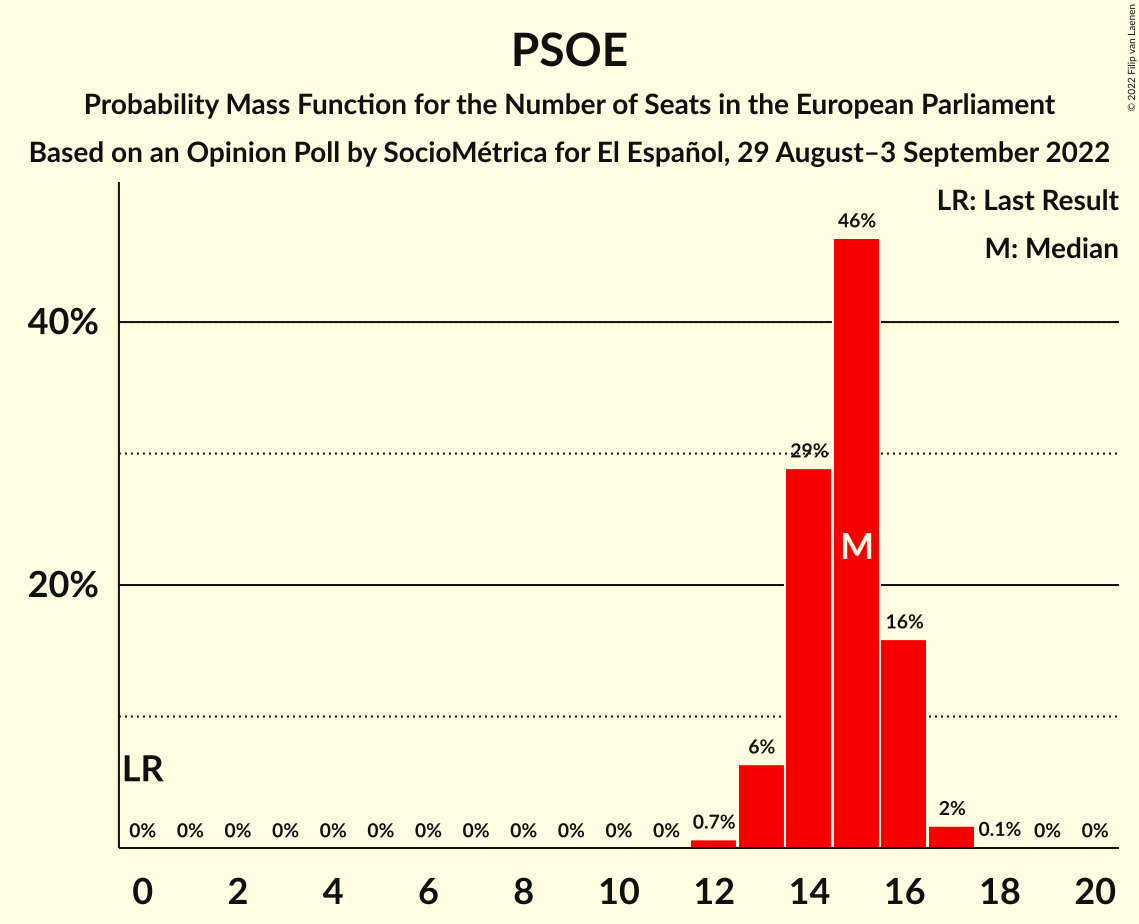 PSOE
Probability Mass Function for the Number of Seats in the European Parliament
Based on an Opinion Poll by SocioMétrica for El Español, 29 August–3 September 2022
© 2022 Filip van Laenen
LR: Last Result
M: Median
46%
40%
29%
M
20%
16%
6%
LR
2%
0% 0% 0% 0% 0% 0% 0% 0% 0% 0% 0% 0% 0.7% 0.1% 0% 0%
0 2 4 6 8 10 12 14 16 18 20